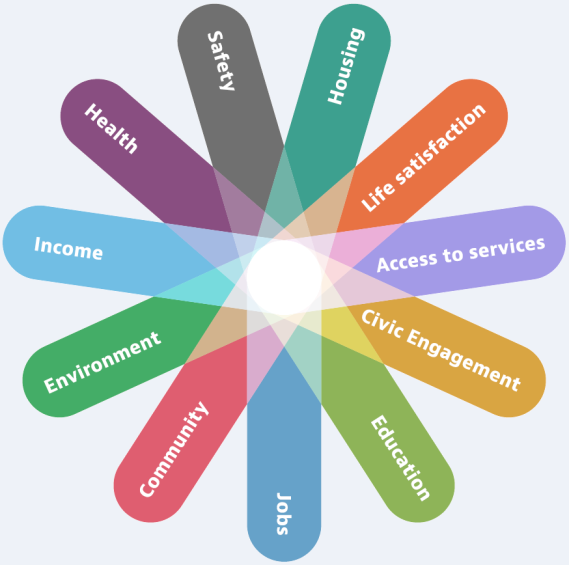 Safety
Housing
Life satisfaction
Access to services
Civic Engagement
Education
Jobs
Community
Environment
Income
Health